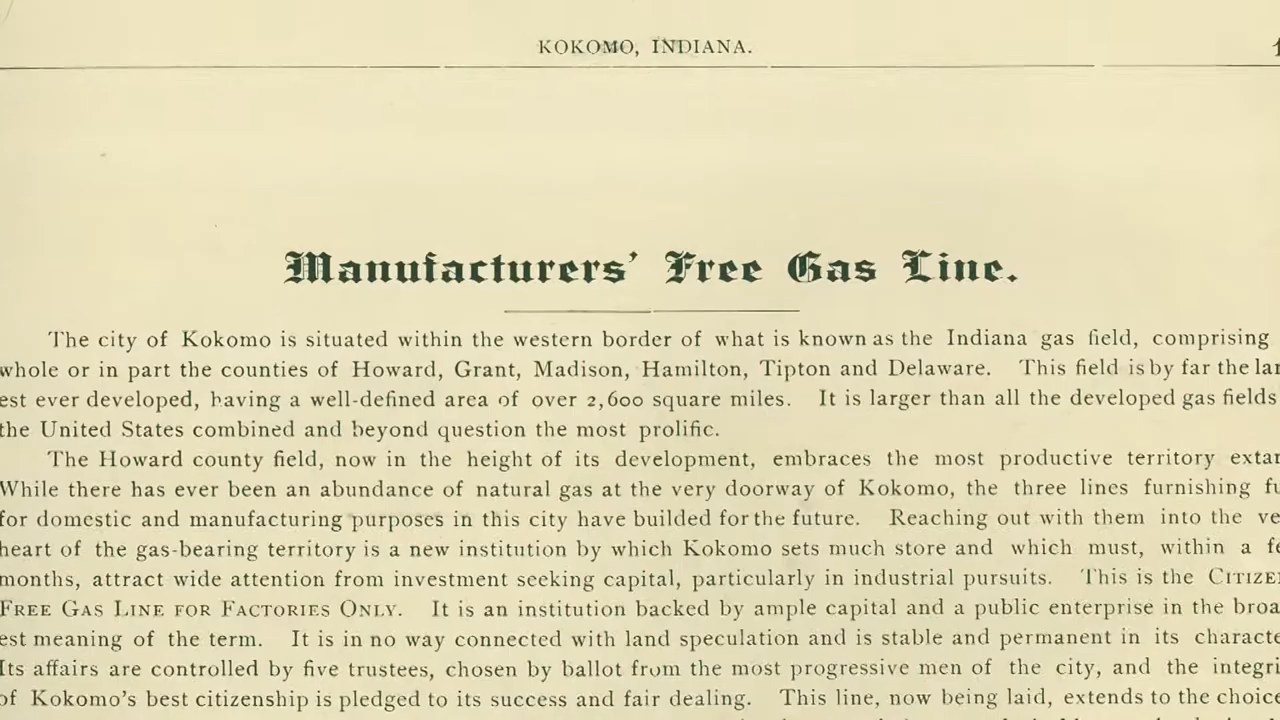 KOKOMO, INDIANA.
Manufacturers' Free Gas Line.
The city of Kokomo is situated within the western border of what is known as the Indiana gas field, comprising
whole or in part the counties of Howard, Grant, Madison, Hamilton, Tipton and Delaware. This field is by far the lar
est ever developed, having a well-defined area of over 2,600 square miles. It is larger than all the developed gas fields
the United States combined and beyond question the most prolific.
The Howard county field, now in the height of its development, embraces the most productive territory extan
While there has ever been an abundance of natural gas at the very doorway of Kokomo, the three lines furnishing fu
for domestic and manufacturing purposes in this city have builded for the future. Reaching out with them into the ve
heart of the gas-bearing territory is a new institution by which Kokomo sets much store and which must, within a fe
months, attract wide attention from investment seeking capital, particularly in industrial pursuits. This is the CITIZE
FREE GAS LINE FOR FACTORIES ONLY. It is an institution backed by ample capital and a public enterprise in the broa
est meaning of the term. It is in no way connected with land speculation and is stable and permanent in its characte
Its affairs are controlled by five trustees, chosen by ballot from the most progressive men of the city, and the integri
of Kokomo's best citizenship is pledged to its success and fair dealing. This line, now being laid, extends to the choice